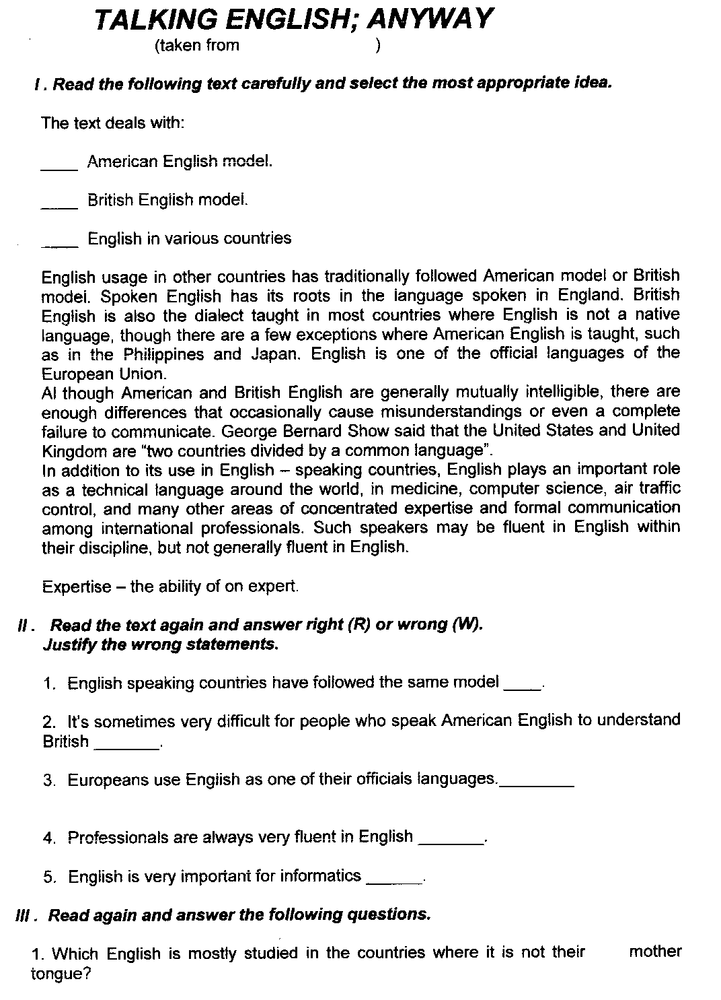 TALKING ENGLISH; ANYWAY
(taken from )
I. Read the following text carefully and select the most appropriate idea.
The text deals with:
____ American English model.
____ British English model.
____ English in various countries
English usage in other countries has traditionally followed American model or British
model. Spoken English has its roots in the language spoken in England. British
English is also the dialect taught in most countries where English is not a native
language, though there are a few exceptions where American English is taught, such
as in the Philippines and Japan. English is one of the official languages of the
European Union.
Al though American and British English are generally mutually intelligible, there are
enough differences that occasionally cause misunderstandings or even a complete
failure to communicate. George Bernard Show said that the United States and United
Kingdom are “two countries divided by a common language”.
In addition to its use in English – speaking countries, English plays an important role
as a technical language around the world, in medicine, computer science, air traffic
control, and many other areas of concentrated expertise and formal communication
among international professionals. Such speakers may be fluent in English within
their discipline, but not generally fluent in English.
Expertise – the ability of on expert.
II. Read the text again and answer right (R) or wrong (W).
Justify the wrong statements.
1. English speaking countries have followed the same model ____.
2. It's sometimes very difficult for people who speak American English to understand
British _______.
3. Europeans use English as one of their officials languages.________
4. Professionals are always very fluent in English _______.
5. English is very important for informatics ______.
III. Read again and answer the following questions.
1. Which English is mostly studied in the countries where it is not their mother
tongue?